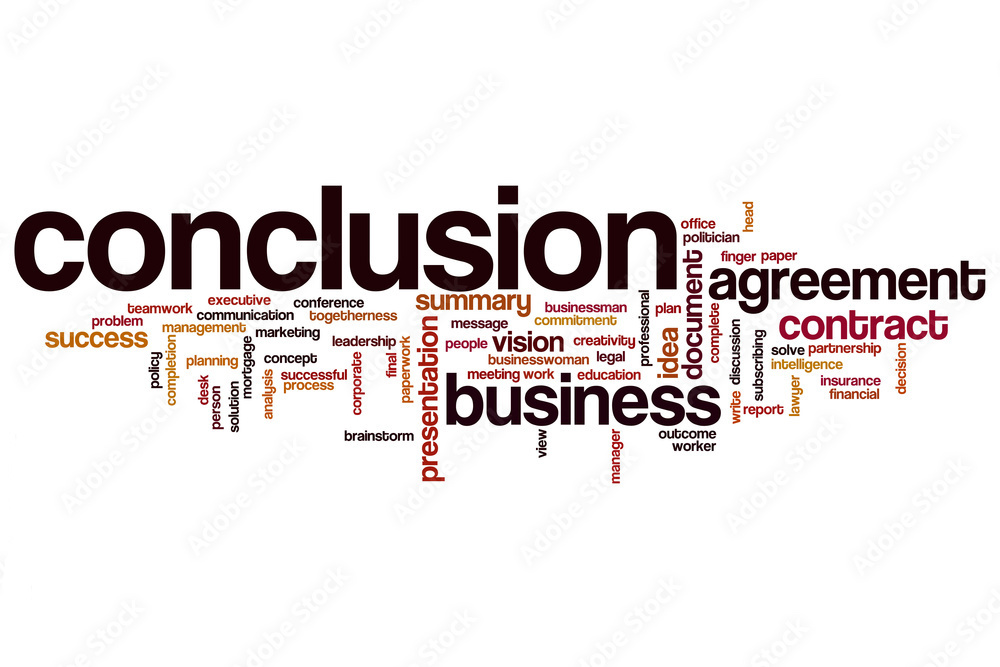 conclusion
office
head
politician
finger
paper
agreement
document
teamwork
executive
conference
summary
businessman
professional
plan
problem
communication
togetherness
message
commitment
complete
contract
success
management
marketing
leadership
people
vision
creativity
idea
discussion
subscribing
solve
partnership
policy
completion
planning
mortgage
concept
final
paperwork
presentation
businesswoman
legal
intelligence
decision
desk
person
solution
analysis
successful
process
corporate
meeting
work
education
business
write
report
lawyer
insurance
financial
brainstorm
view
manager
outcome
worker
Adobe Stock